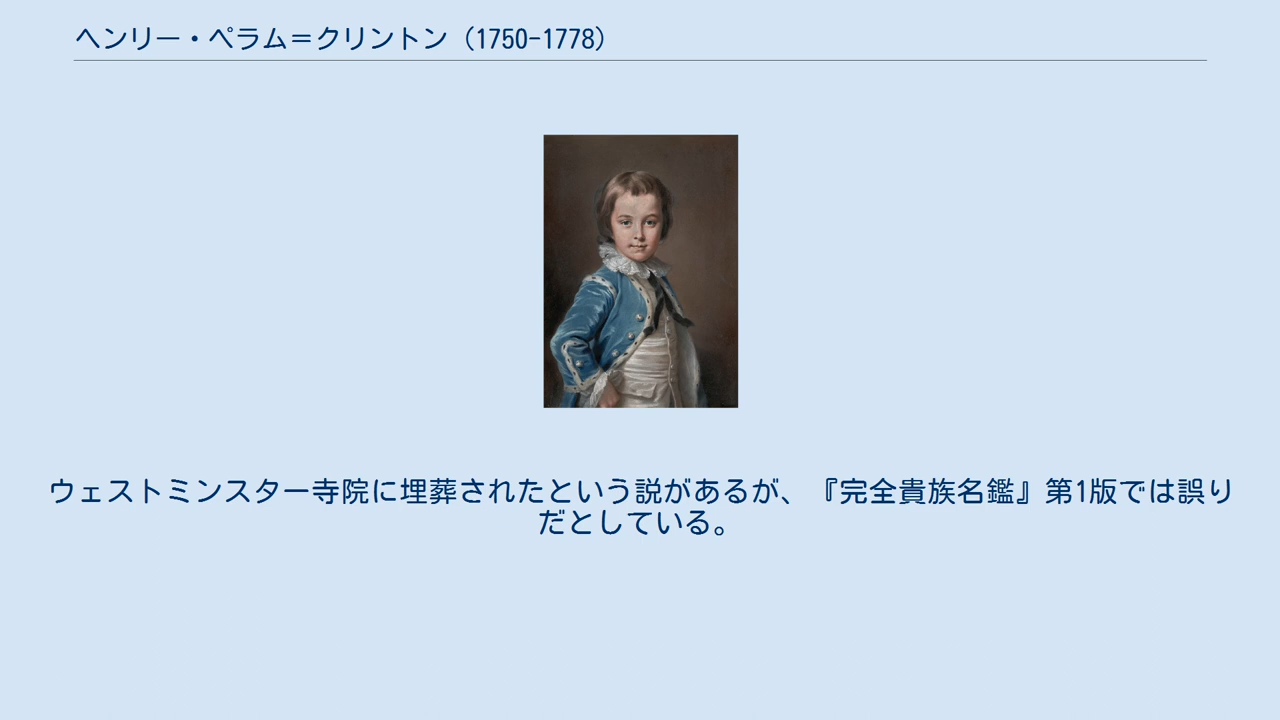 ヘンリー・ペラム＝クリントン（1750-1778）
ウェストミンスター寺院に埋葬されたという説があるが、『完全貴族名鑑』第1版では誤り
だとしている。